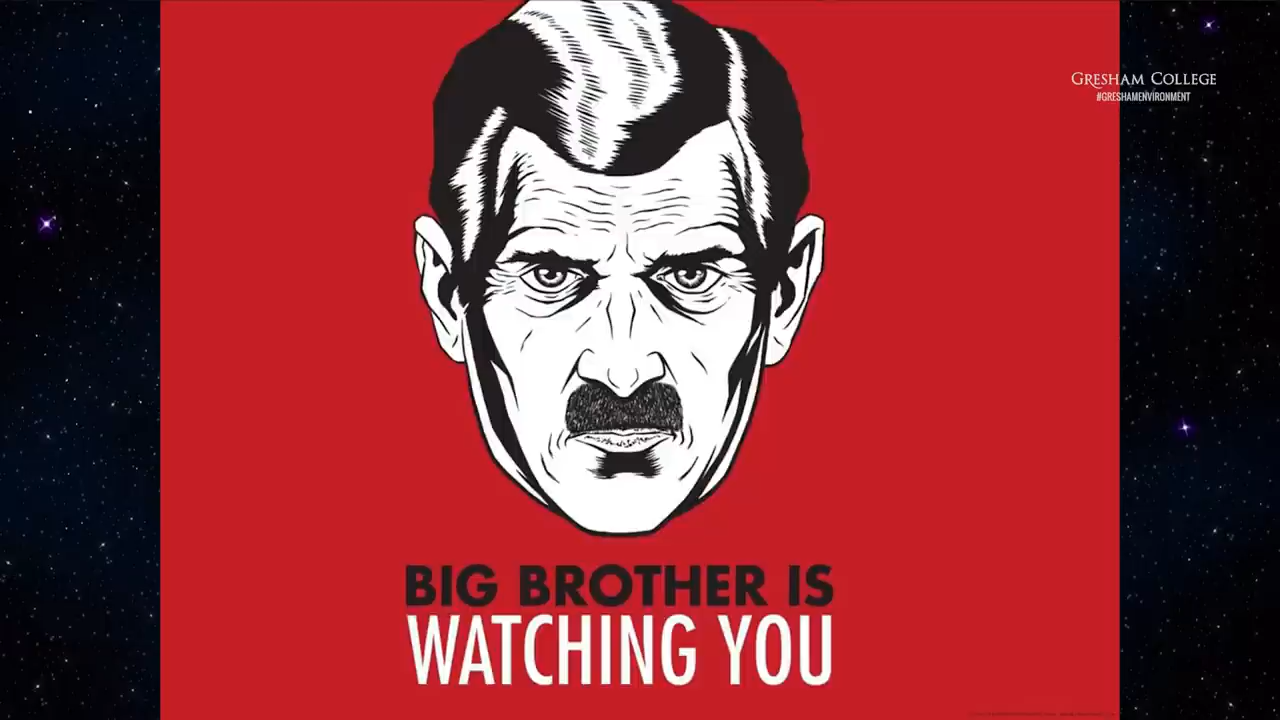 GRESHAM COLLEGE
#GRESHAMENVIRONMENT
BIG BROTHER IS
WATCHING YOU